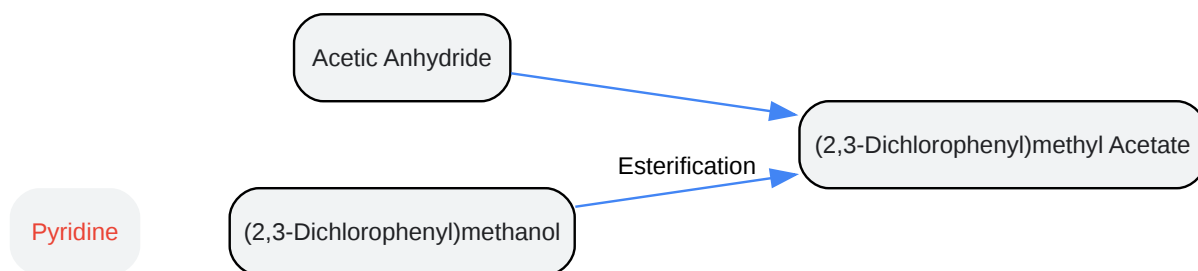 Acetic Anhydride
(2,3-Dichlorophenyl)methyl Acetate
Esterification
Pyridine
(2,3-Dichlorophenyl)methanol